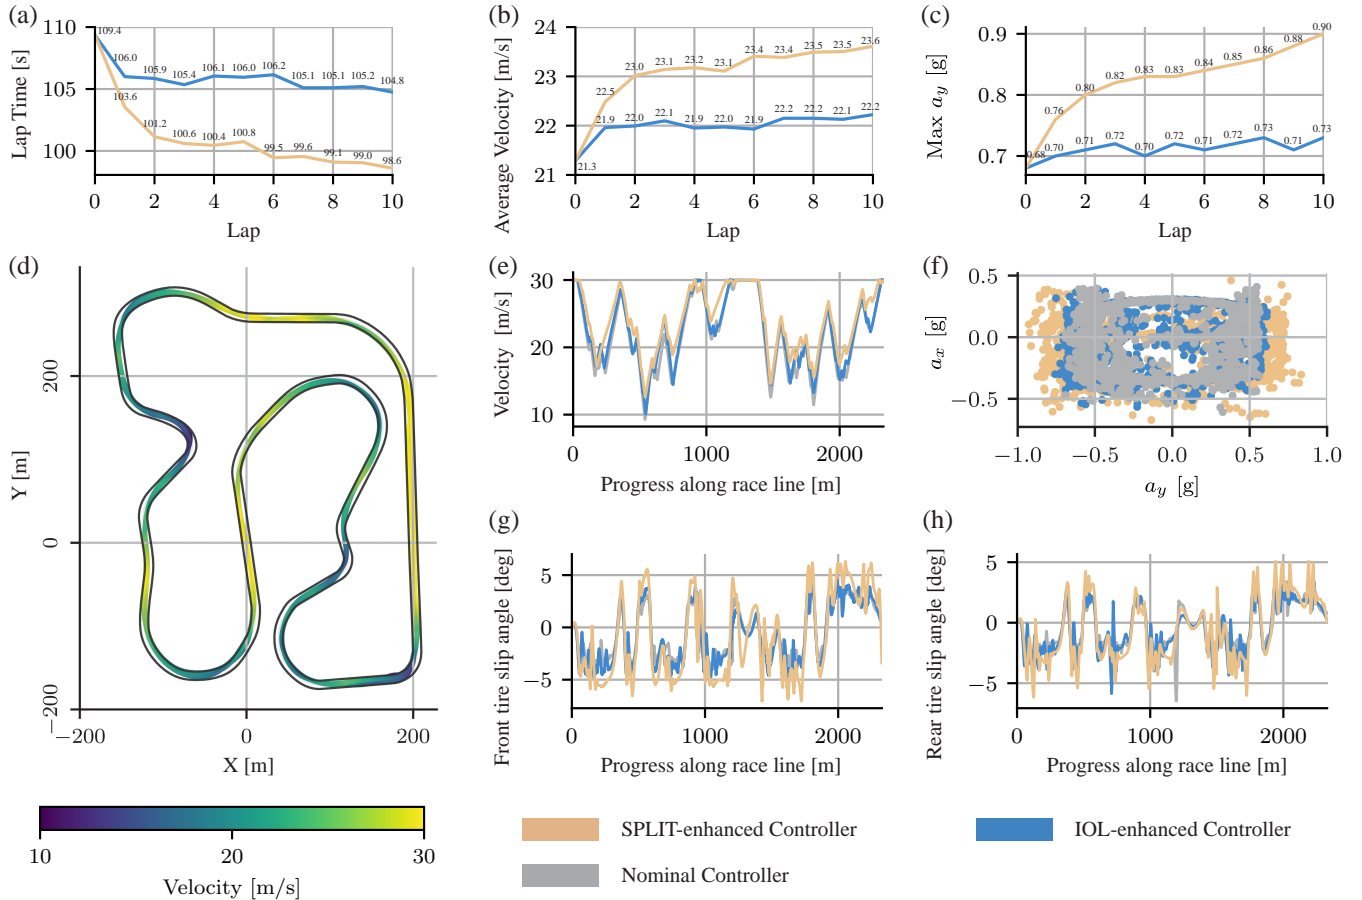 (a)
110
105
100
Lap Time [s]
109.4
106.0
105.9
105.4
106.1
106.0
106.2
105.1
105.1
105.2
104.8
103.6
101.2
100.6
100.4
100.8
99.5
99.6
99.1
99.0
98.6
0 2 4 6 8 10
Lap
(b)
24
23
22
21
Average Velocity [m/s]
22.5
23.0
23.1
23.2
23.1
23.4
23.4
23.5
23.5
23.6
21.3
21.9
22.0
22.1
21.9
22.0
21.9
22.2
22.2
22.1
22.2
0 2 4 6 8 10
Lap
(c)
0.9
0.8
0.7
Max a_y [g]
0.68
0.76
0.80
0.82
0.83
0.83
0.84
0.85
0.86
0.88
0.90
0.70
0.71
0.72
0.70
0.72
0.71
0.72
0.73
0.71
0.73
0 2 4 6 8 10
Lap
(d)
200
0
−200
Y [m]
−200 0 200
X [m]
10 20 30
Velocity [m/s]
(e)
30
20
10
Velocity [m/s]
0 1000 2000
Progress along race line [m]
(f)
0.5
0.0
−0.5
a_x [g]
−1.0 −0.5 0.0 0.5 1.0
a_y [g]
(g)
5
0
−5
Front tire slip angle [deg]
0 1000 2000
Progress along race line [m]
(h)
5
0
−5
Rear tire slip angle [deg]
0 1000 2000
Progress along race line [m]
SPLIT-enhanced Controller
IOL-enhanced Controller
Nominal Controller